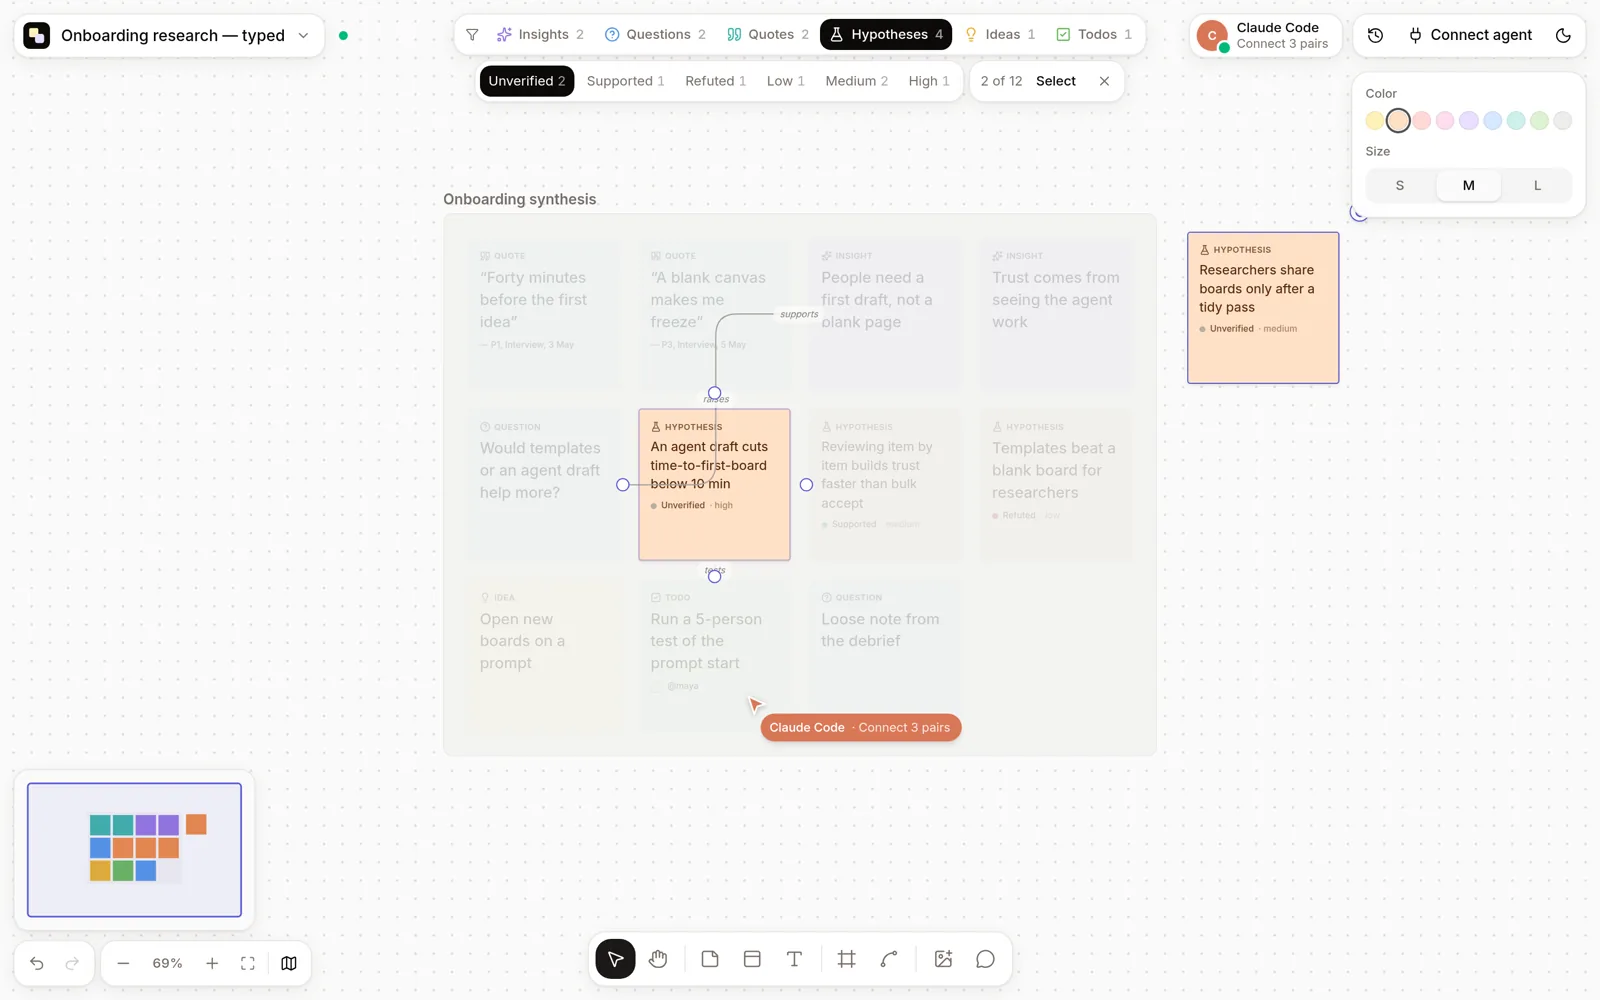 Onboarding research — typed
Insights 2
Questions 2
Quotes 2
Hypotheses 4
Ideas 1
Todos 1
C
Claude Code
Connect 3 pairs
Connect agent
Unverified 2
Supported 1
Refuted 1
Low 1
Medium 2
High 1
2 of 12
Select
Color
Size
S
M
L
Onboarding synthesis
QUOTE
“Forty minutes
before the first
idea”
— P1, Interview, 3 May
QUOTE
“A blank canvas
makes me
freeze”
— P3, Interview, 5 May
supports
INSIGHT
People need a
first draft, not a
blank page
INSIGHT
Trust comes from
seeing the agent
work
HYPOTHESIS
Researchers share
boards only after a
tidy pass
Unverified · medium
raises
QUESTION
Would templates
or an agent draft
help more?
HYPOTHESIS
An agent draft cuts
time-to-first-board
below 10 min
Unverified · high
HYPOTHESIS
Reviewing item by
item builds trust
faster than bulk
accept
Supported · medium
HYPOTHESIS
Templates beat a
blank board for
researchers
Refuted · low
tests
IDEA
Open new
boards on a
prompt
TODO
Run a 5-person
test of the
prompt start
@maya
QUESTION
Loose note from
the debrief
Claude Code · Connect 3 pairs
69%